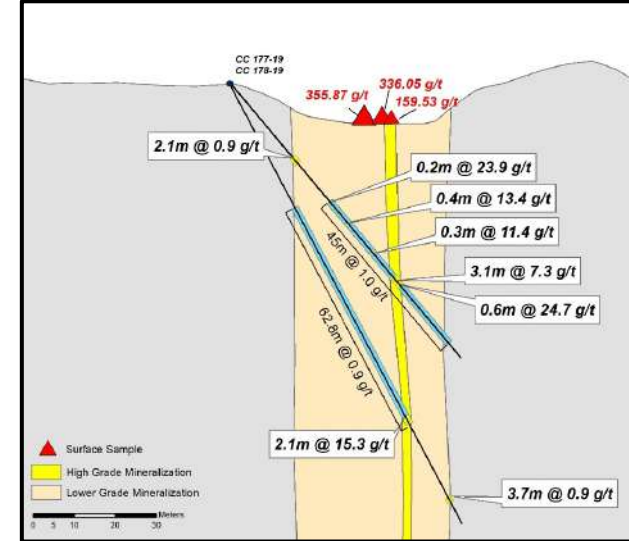 CC 177-19
CC 178-19
336.05 g/t
355.87 g/t
159.53 g/t
2.1m @ 0.9 g/t
0.2m @ 23.9 g/t
0.4m @ 13.4 g/t
0.3m @ 11.4 g/t
45m @ 1.0 g/t
3.1m @ 7.3 g/t
0.6m @ 24.7 g/t
62.8m @ 0.9 g/t
2.1m @ 15.3 g/t
3.7m @ 0.9 g/t
Surface Sample
High Grade Mineralization
Lower Grade Mineralization
Meters
0 5 10 20 30